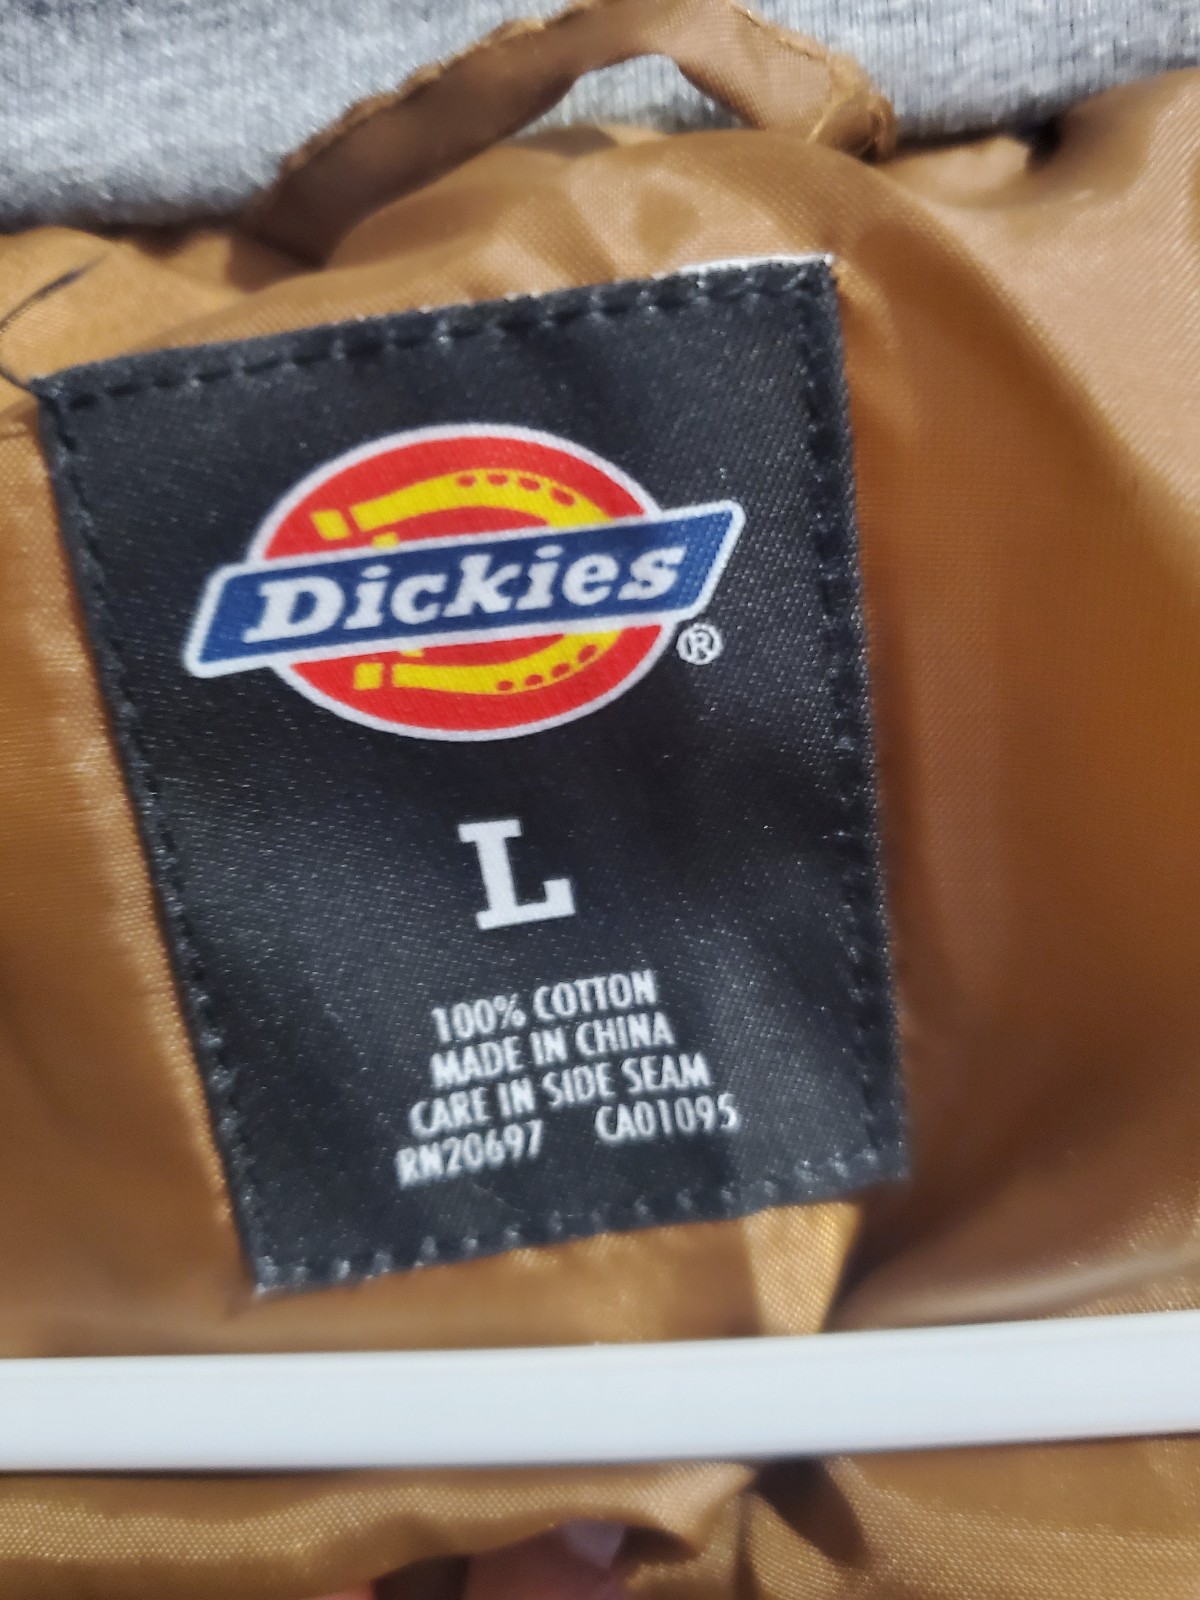 Dickies®
L
100% COTTON
MADE IN CHINA
CARE IN SIDE SEAM
RN20697 CA01095